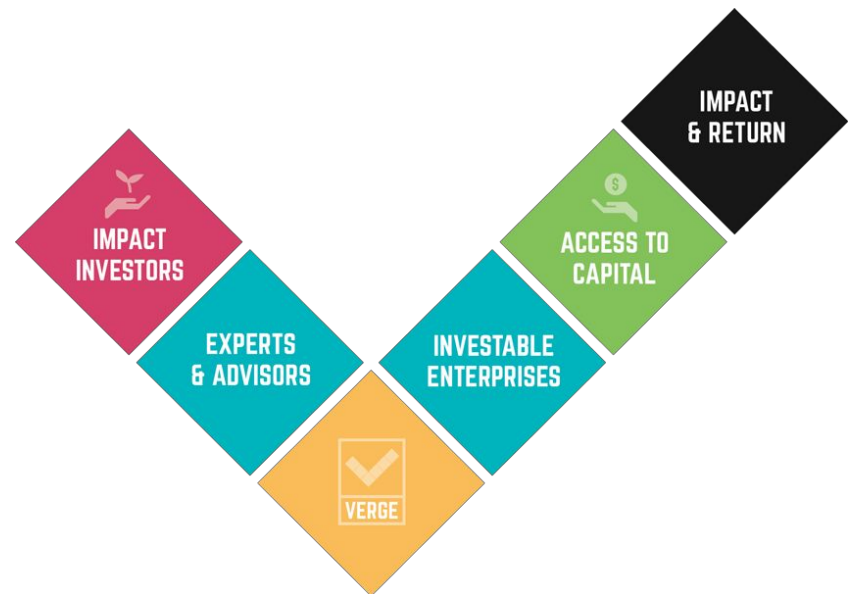 IMPACT
INVESTORS
EXPERTS
& ADVISORS
VERGE
INVESTABLE
ENTERPRISES
$
ACCESS TO
CAPITAL
IMPACT
& RETURN